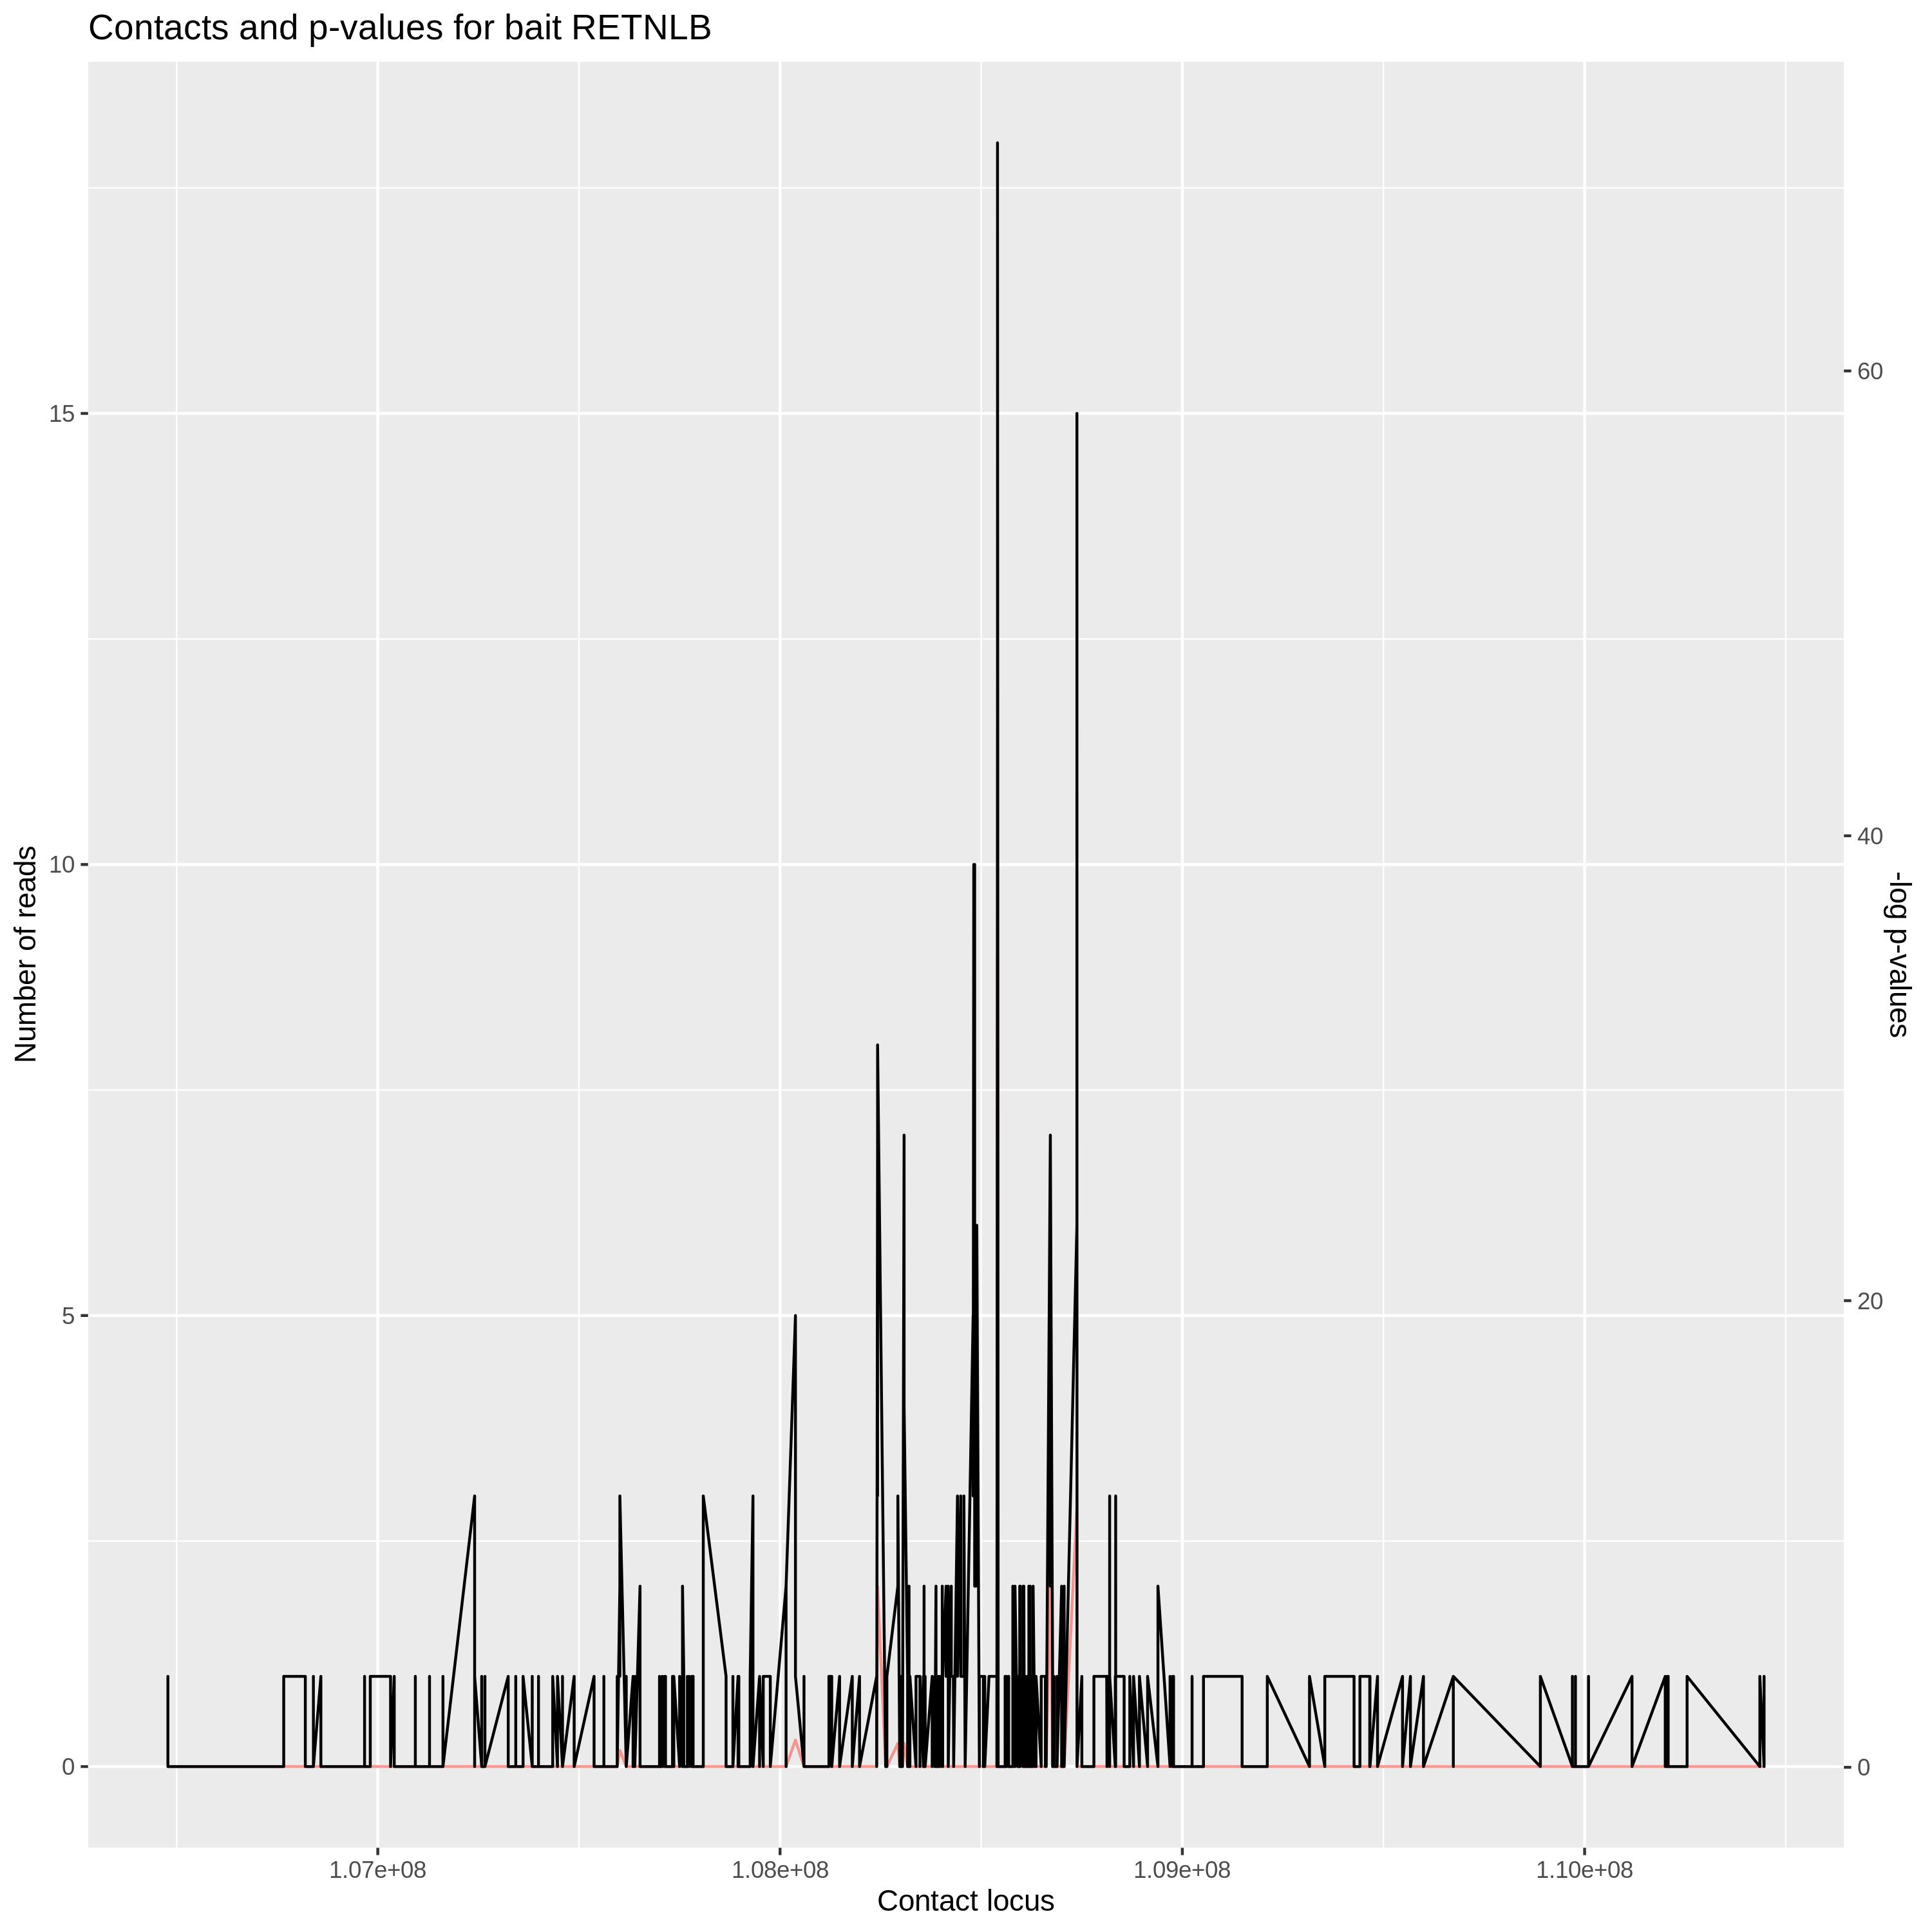 Contacts and p-values for bait RETNLB
15
10
5
0
Number of reads
60
40
20
0
-log p-values
1.07e+08
1.08e+08
1.09e+08
1.10e+08
Contact locus